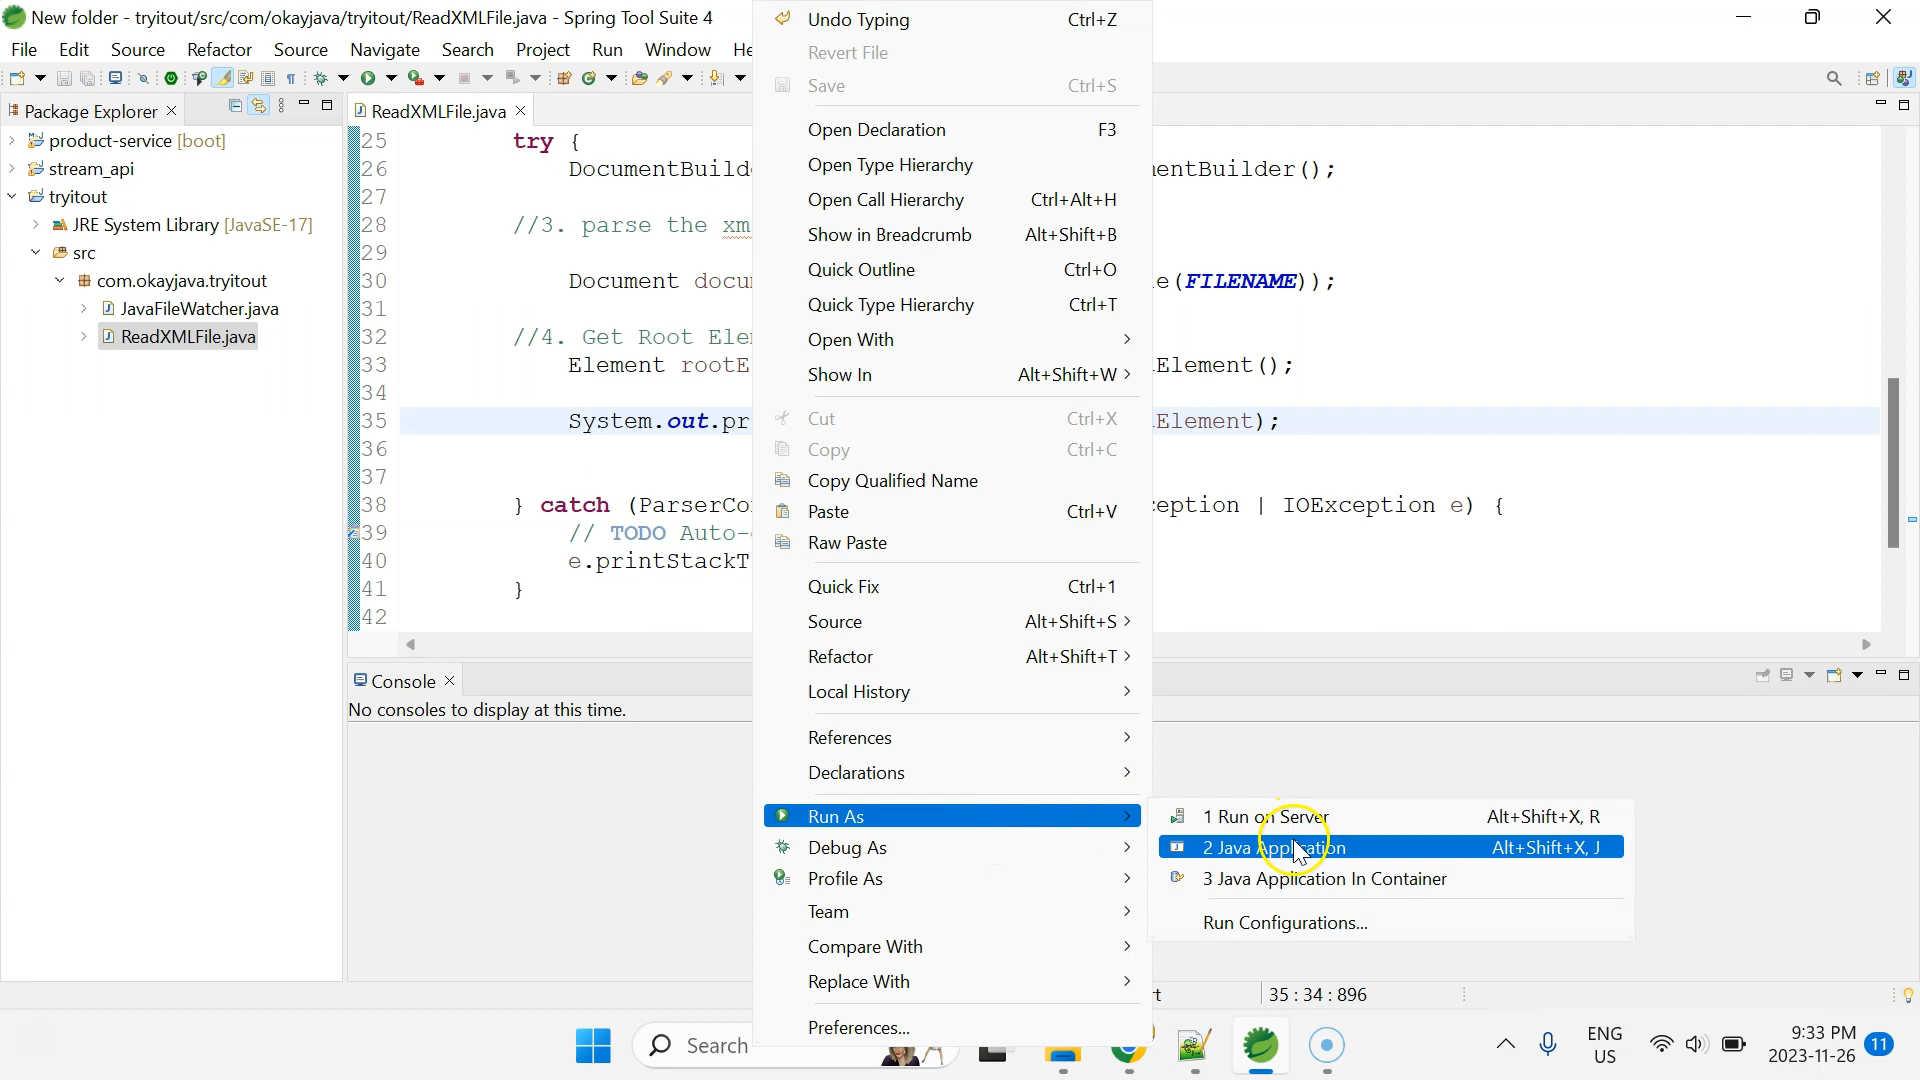 New folder - tryitout/src/com/okayjava/tryitout/ReadXMLFile.java - Spring Tool Suite 4
File Edit Source Refactor Source Navigate Search Project Run Window He
Package Explorer
product-service [boot]
stream_api
tryitout
JRE System Library [JavaSE-17]
src
com.okayjava.tryitout
JavaFileWatcher.java
ReadXMLFile.java
ReadXMLFile.java
25 try {
26 DocumentBuild entBuilder();
27
28 //3. parse the xm
29
30 Document docu e(FILENAME));
31
32 //4. Get Root Ele
33 Element rootE Element();
34
35 System.out.pr Element);
36
37
38 } catch (ParserCo ception | IOException e) {
39 // TODO Auto-
40 e.printStackT
41 }
42
Console
No consoles to display at this time.
Undo Typing Ctrl+Z
Revert File
Save Ctrl+S
Open Declaration F3
Open Type Hierarchy
Open Call Hierarchy Ctrl+Alt+H
Show in Breadcrumb Alt+Shift+B
Quick Outline Ctrl+O
Quick Type Hierarchy Ctrl+T
Open With
Show In Alt+Shift+W
Cut Ctrl+X
Copy Ctrl+C
Copy Qualified Name
Paste Ctrl+V
Raw Paste
Quick Fix Ctrl+1
Source Alt+Shift+S
Refactor Alt+Shift+T
Local History
References
Declarations
Run As
Debug As
Profile As
Team
Compare With
Replace With
Preferences...
1 Run on Server Alt+Shift+X, R
2 Java Application Alt+Shift+X, J
3 Java Application In Container
Run Configurations...
rt 35 : 34 : 896
Search
ENG
US
9:33 PM
2023-11-26
11